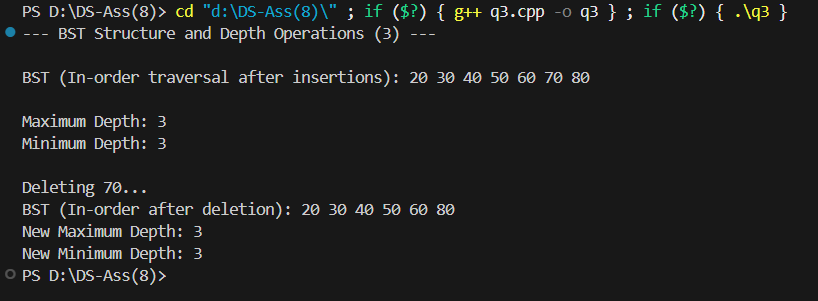 PS D:\DS-Ass(8)> cd "d:\DS-Ass(8)\" ; if ($?) { g++ q3.cpp -o q3 } ; if ($?) { .\q3 }
--- BST Structure and Depth Operations (3) ---
BST (In-order traversal after insertions): 20 30 40 50 60 70 80
Maximum Depth: 3
Minimum Depth: 3
Deleting 70...
BST (In-order after deletion): 20 30 40 50 60 80
New Maximum Depth: 3
New Minimum Depth: 3
PS D:\DS-Ass(8)>